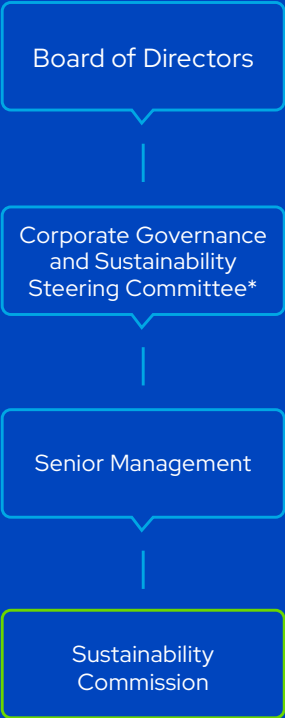 Board of Directors
Corporate Governance
and Sustainability
Steering Committee*
Senior Management
Sustainability
Commission